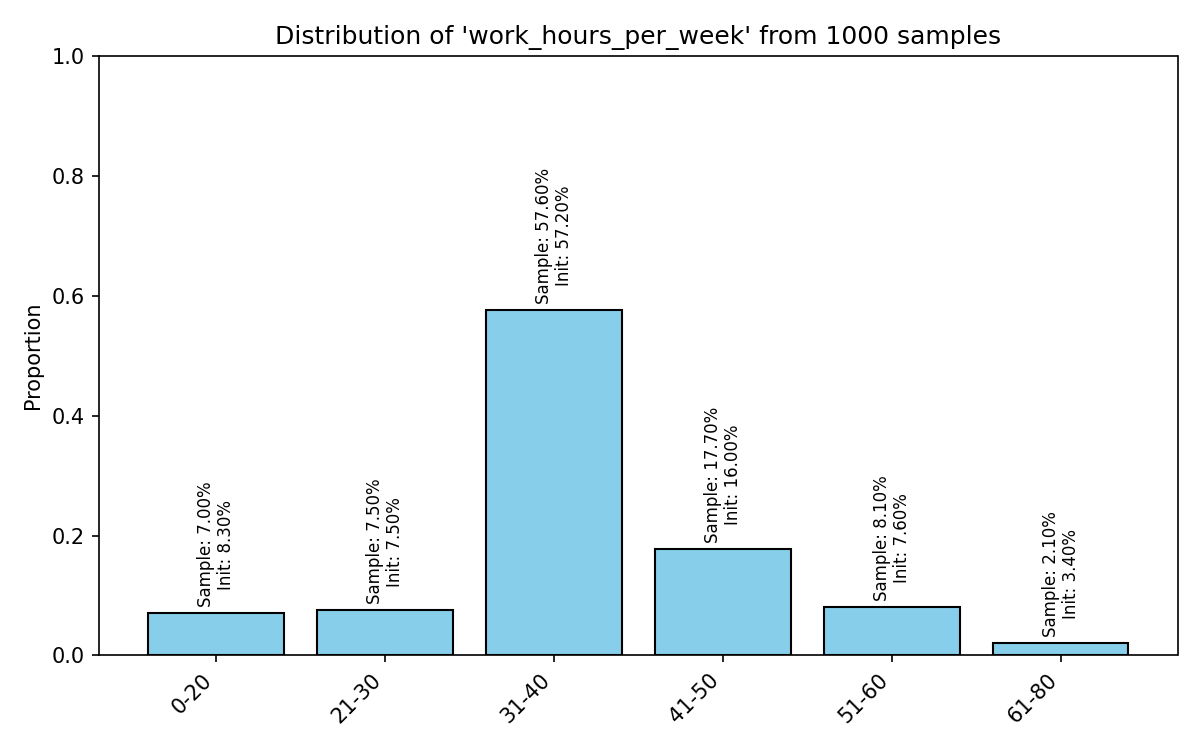 Distribution of 'work_hours_per_week' from 1000 samples
Proportion
1.0
0.8
0.6
0.4
0.2
0.0
Sample: 7.00%
Init: 8.30%
Sample: 7.50%
Init: 7.50%
Sample: 57.60%
Init: 57.20%
Sample: 17.70%
Init: 16.00%
Sample: 8.10%
Init: 7.60%
Sample: 2.10%
Init: 3.40%
0-20
21-30
31-40
41-50
51-60
61-80